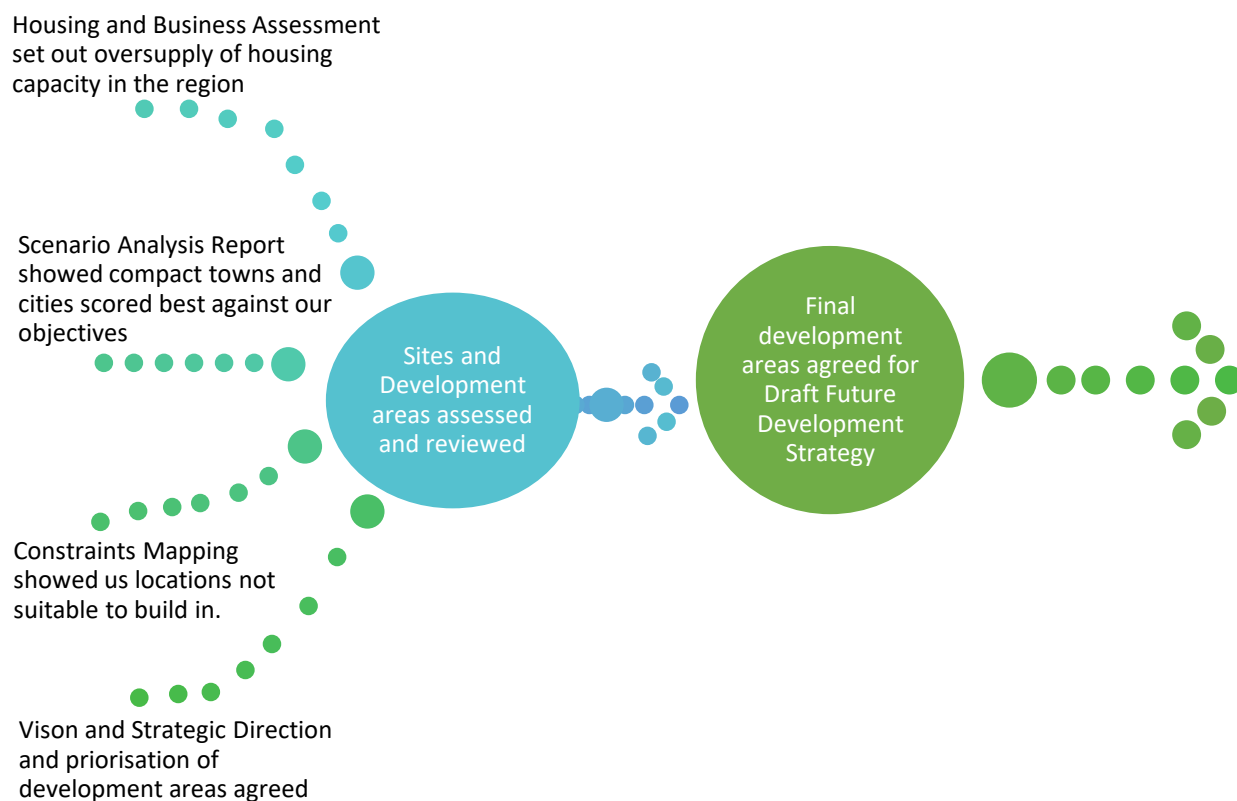 Housing and Business Assessment
set out oversupply of housing
capacity in the region
Scenario Analysis Report
showed compact towns and
cities scored best against our
objectives
Constraints Mapping
showed us locations not
suitable to build in.
Vison and Strategic Direction
and priorisation of
development areas agreed
Sites and
Development
areas assessed
and reviewed
Final
development
areas agreed for
Draft Future
Development
Strategy